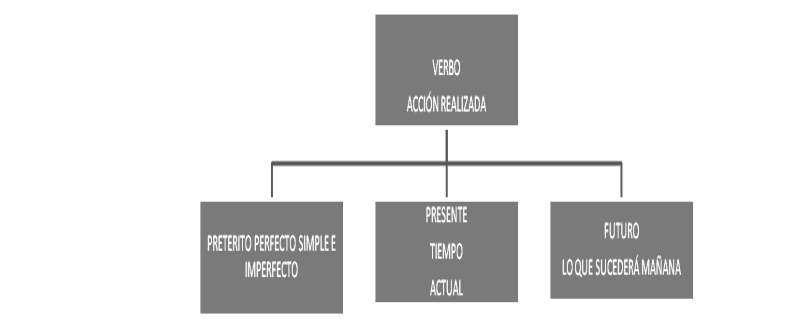 VERBO
ACCIÓN REALIZADA
PRETERITO PERFECTO SIMPLE E
IMPERFECTO
PRESENTE
TIEMPO
ACTUAL
FUTURO
LO QUE SUCEDERÁ MAÑANA